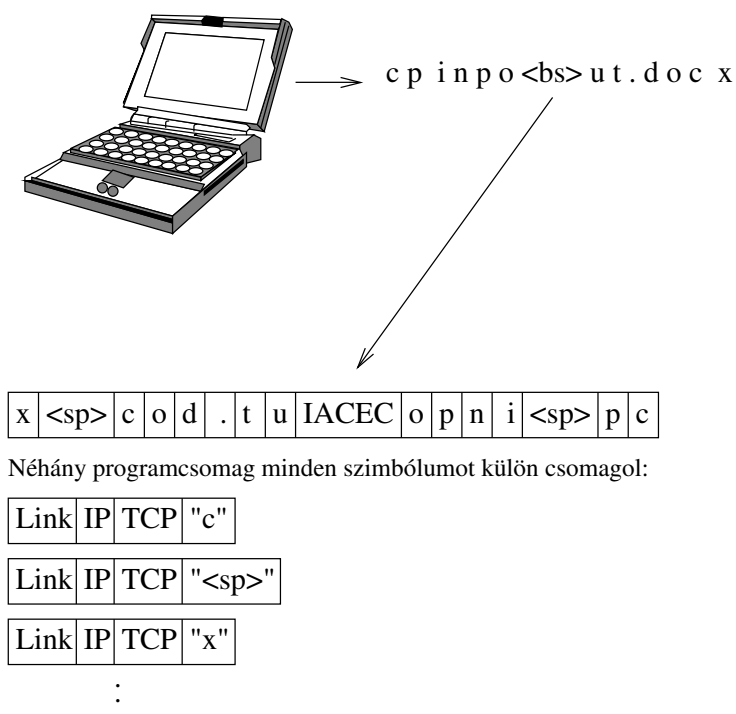 c p i n p o <bs> u t . d o c x
x <sp> c o d . t u IACEC o p n i <sp> p c
Néhány programcsomag minden szimbólumot külön csomagol:
Link IP TCP "c"
Link IP TCP "<sp>"
Link IP TCP "x"
: